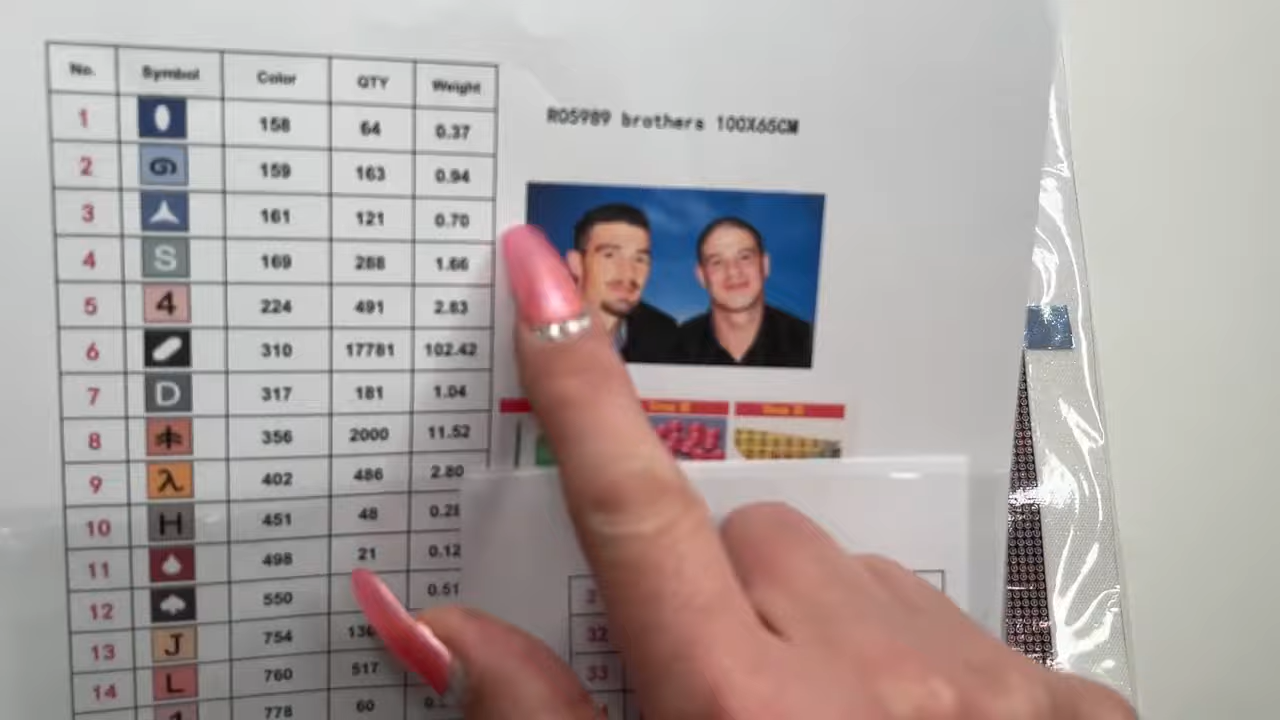 No. Symbol Color QTY Weight
1 158 64 0.37
2 G 159 163 0.94
3 161 121 0.70
4 S 169 288 1.66
5 4 224 491 2.83
6 310 17781 102.42
7 D 317 181 1.04
8 356 2000 11.52
9 λ 402 486 2.80
10 H 451 48
11 498 21 0.12
12 550 0.51
13 J 754
14 L 760 517
778 60
RO5989 brothers 100X65CM
32
33